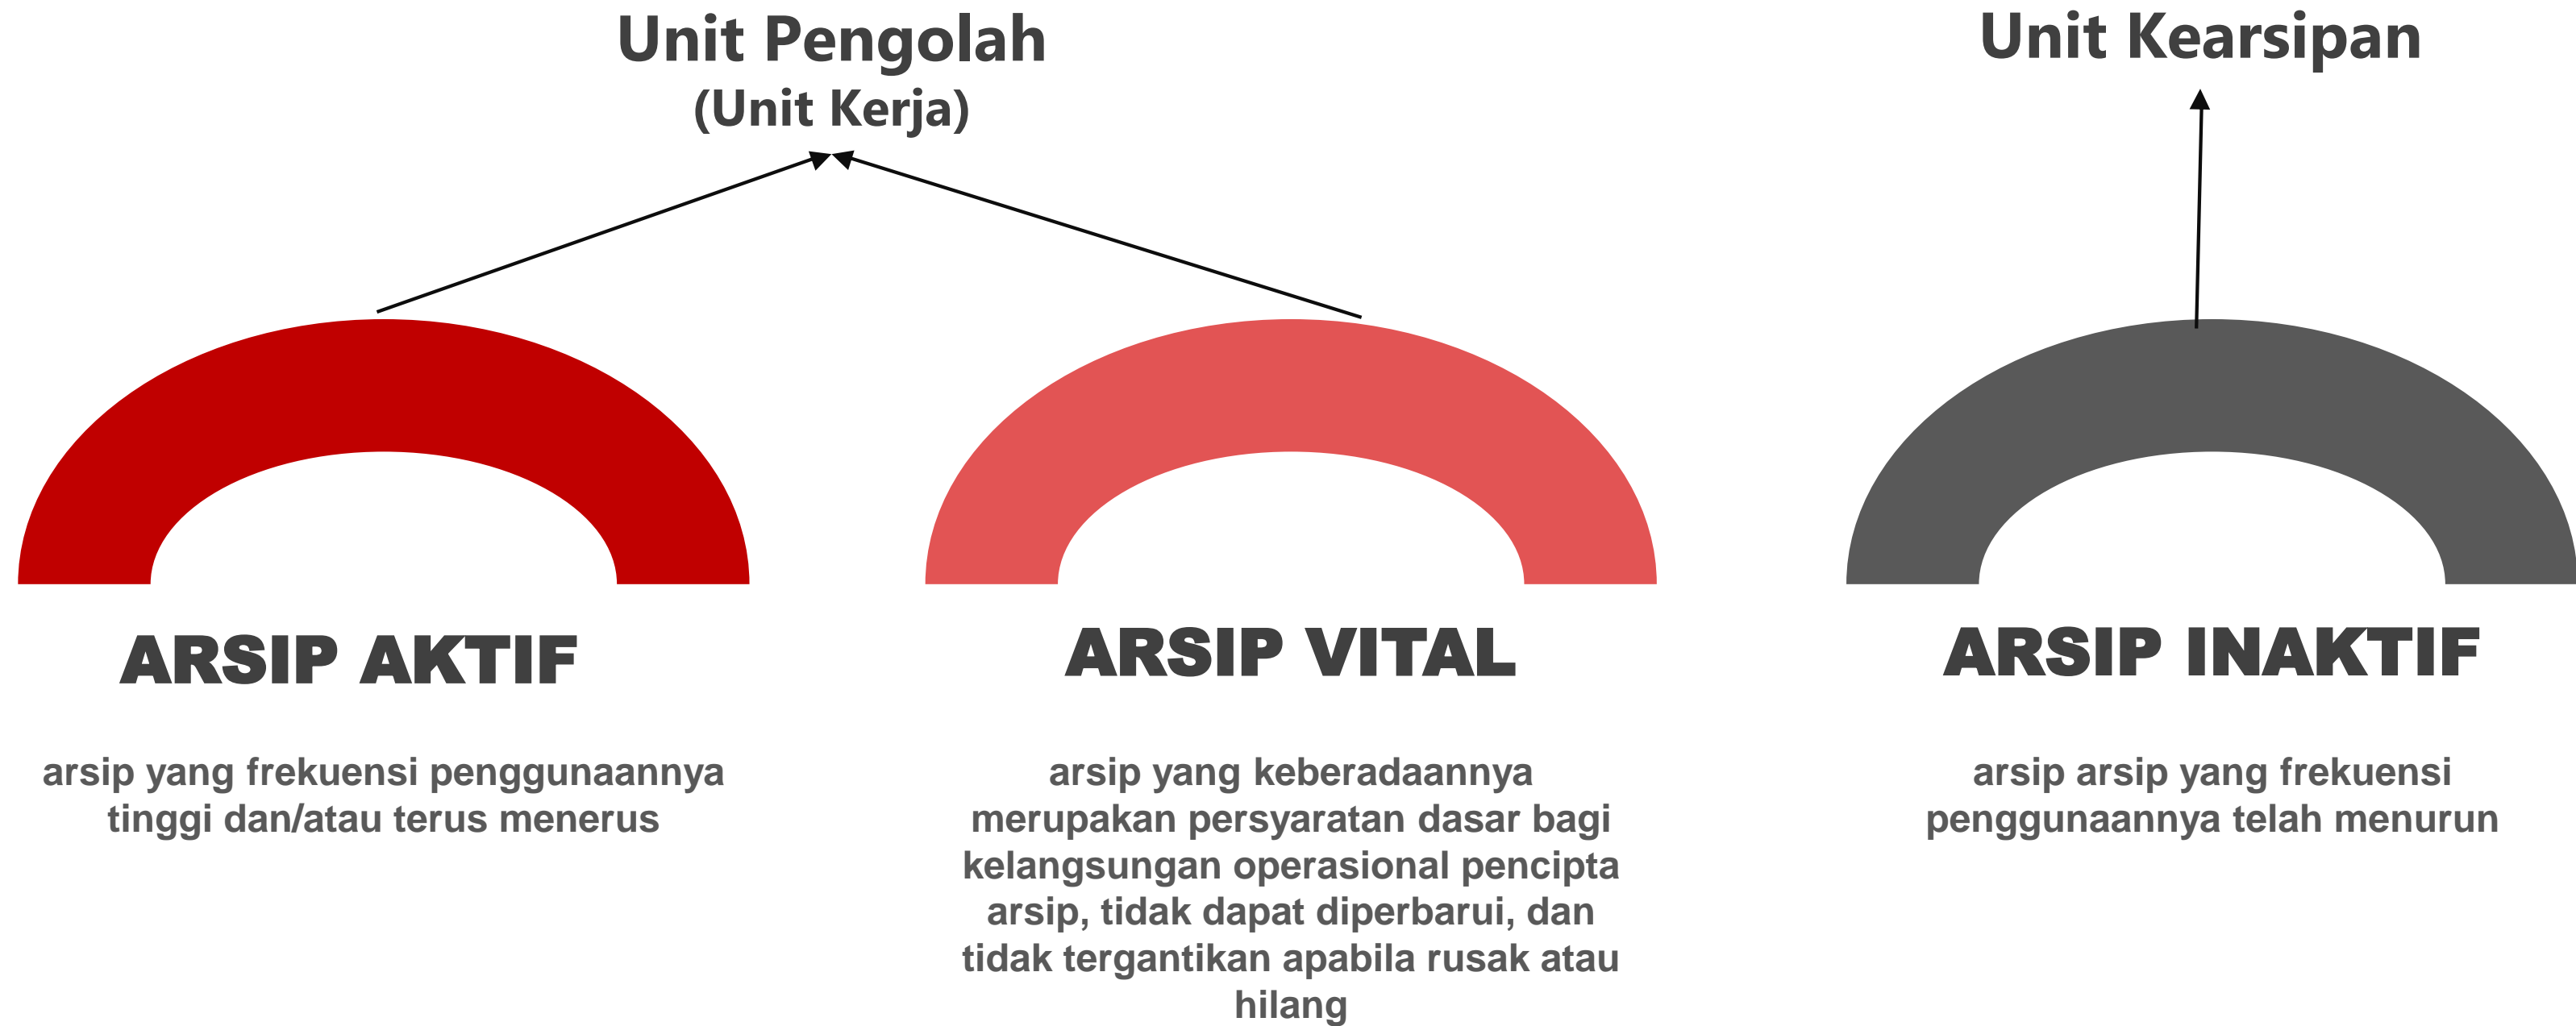 Unit Pengolah
(Unit Kerja)
Unit Kearsipan
ARSIP AKTIF
arsip yang frekuensi penggunaannya
tinggi dan/atau terus menerus
ARSIP VITAL
arsip yang keberadaannya
merupakan persyaratan dasar bagi
kelangsungan operasional pencipta
arsip, tidak dapat diperbarui, dan
tidak tergantikan apabila rusak atau
hilang
ARSIP INAKTIF
arsip arsip yang frekuensi
penggunaannya telah menurun